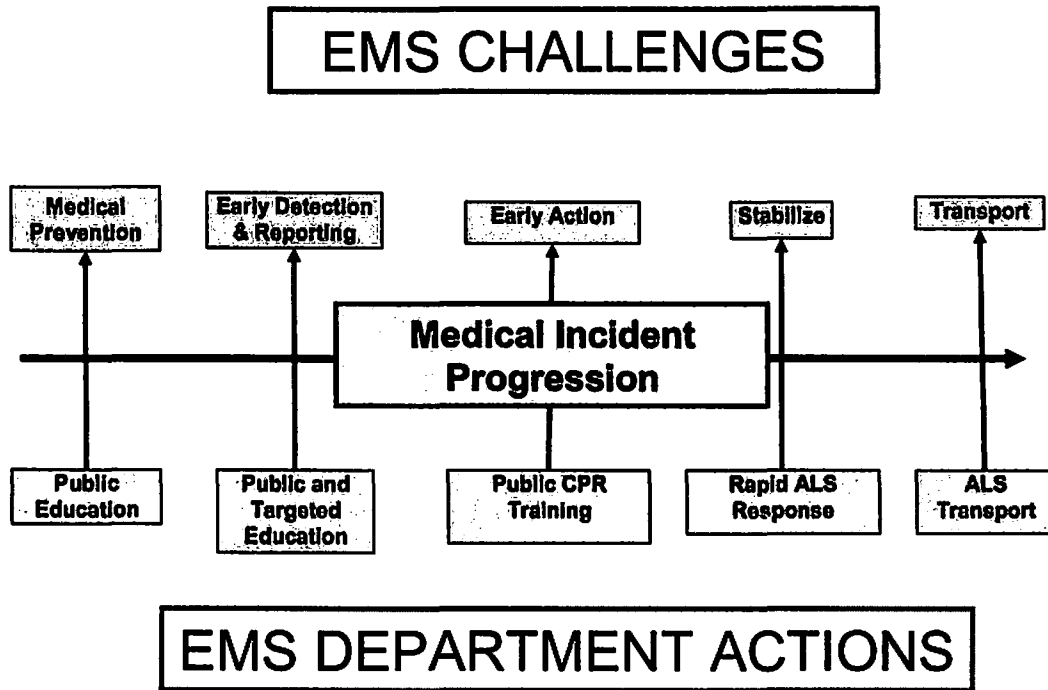 EMS CHALLENGES
Medical
Prevention
Early Detection
& Reporting
Early Action
Stabilize
Transport
Medical Incident
Progression
Public
Education
Public and
Targeted
Education
Public CPR
Training
Rapid ALS
Response
ALS
Transport
EMS DEPARTMENT ACTIONS